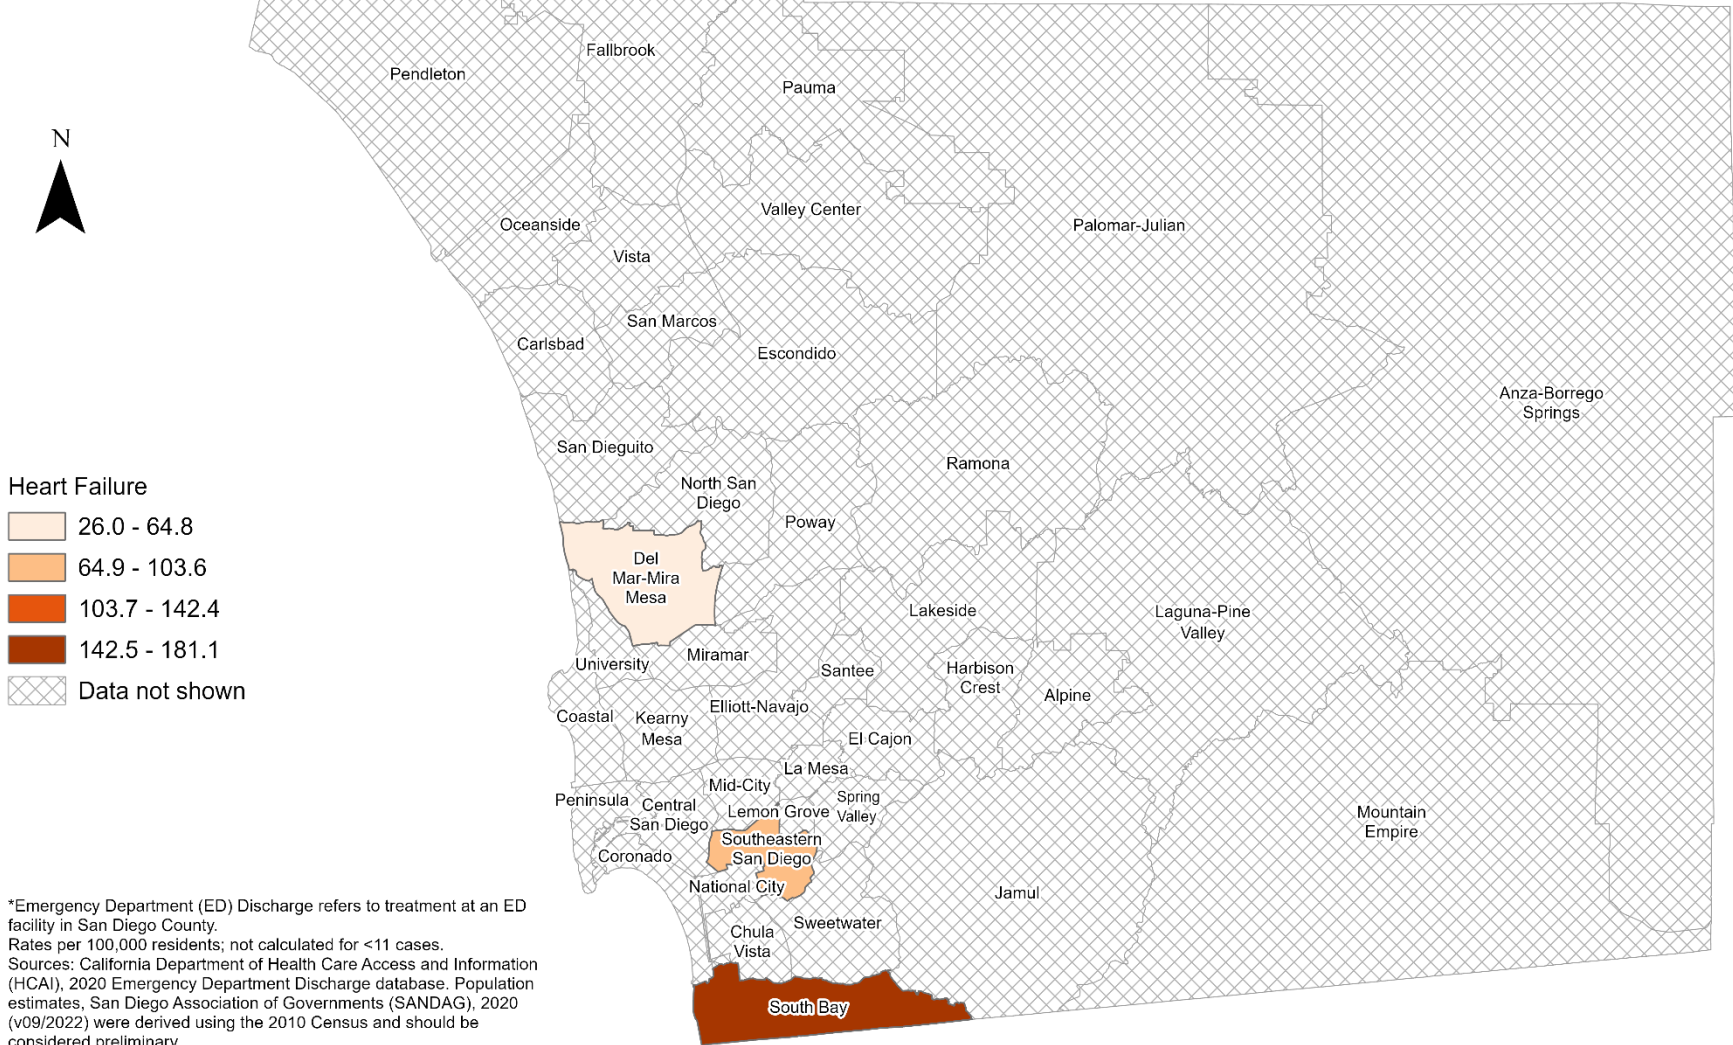 Fallbrook
Pendleton
Pauma
N
Valley Center
Oceanside
Palomar-Julian
Vista
San Marcos
Carlsbad
Escondido
Anza-Borrego
Springs
San Dieguito
Ramona
North San
Diego
Poway
Heart Failure
26.0 - 64.8
64.9 - 103.6
103.7 - 142.4
142.5 - 181.1
Data not shown
Del
Mar-Mira
Mesa
Lakeside
Laguna-Pine
Valley
Miramar
University
Santee
Harbison
Crest
Alpine
Elliott-Navajo
Coastal
Kearny
Mesa
El Cajon
La Mesa
Mid-City
Spring
Valley
Peninsula
Central
San Diego
Lemon Grove
Mountain
Empire
Southeastern
San Diego
Coronado
National City
Jamul
Sweetwater
Chula
Vista
South Bay
*Emergency Department (ED) Discharge refers to treatment at an ED
facility in San Diego County.
Rates per 100,000 residents; not calculated for <11 cases.
Sources: California Department of Health Care Access and Information
(HCAI), 2020 Emergency Department Discharge database. Population
estimates, San Diego Association of Governments (SANDAG), 2020
(v09/2022) were derived using the 2010 Census and should be
considered preliminary.